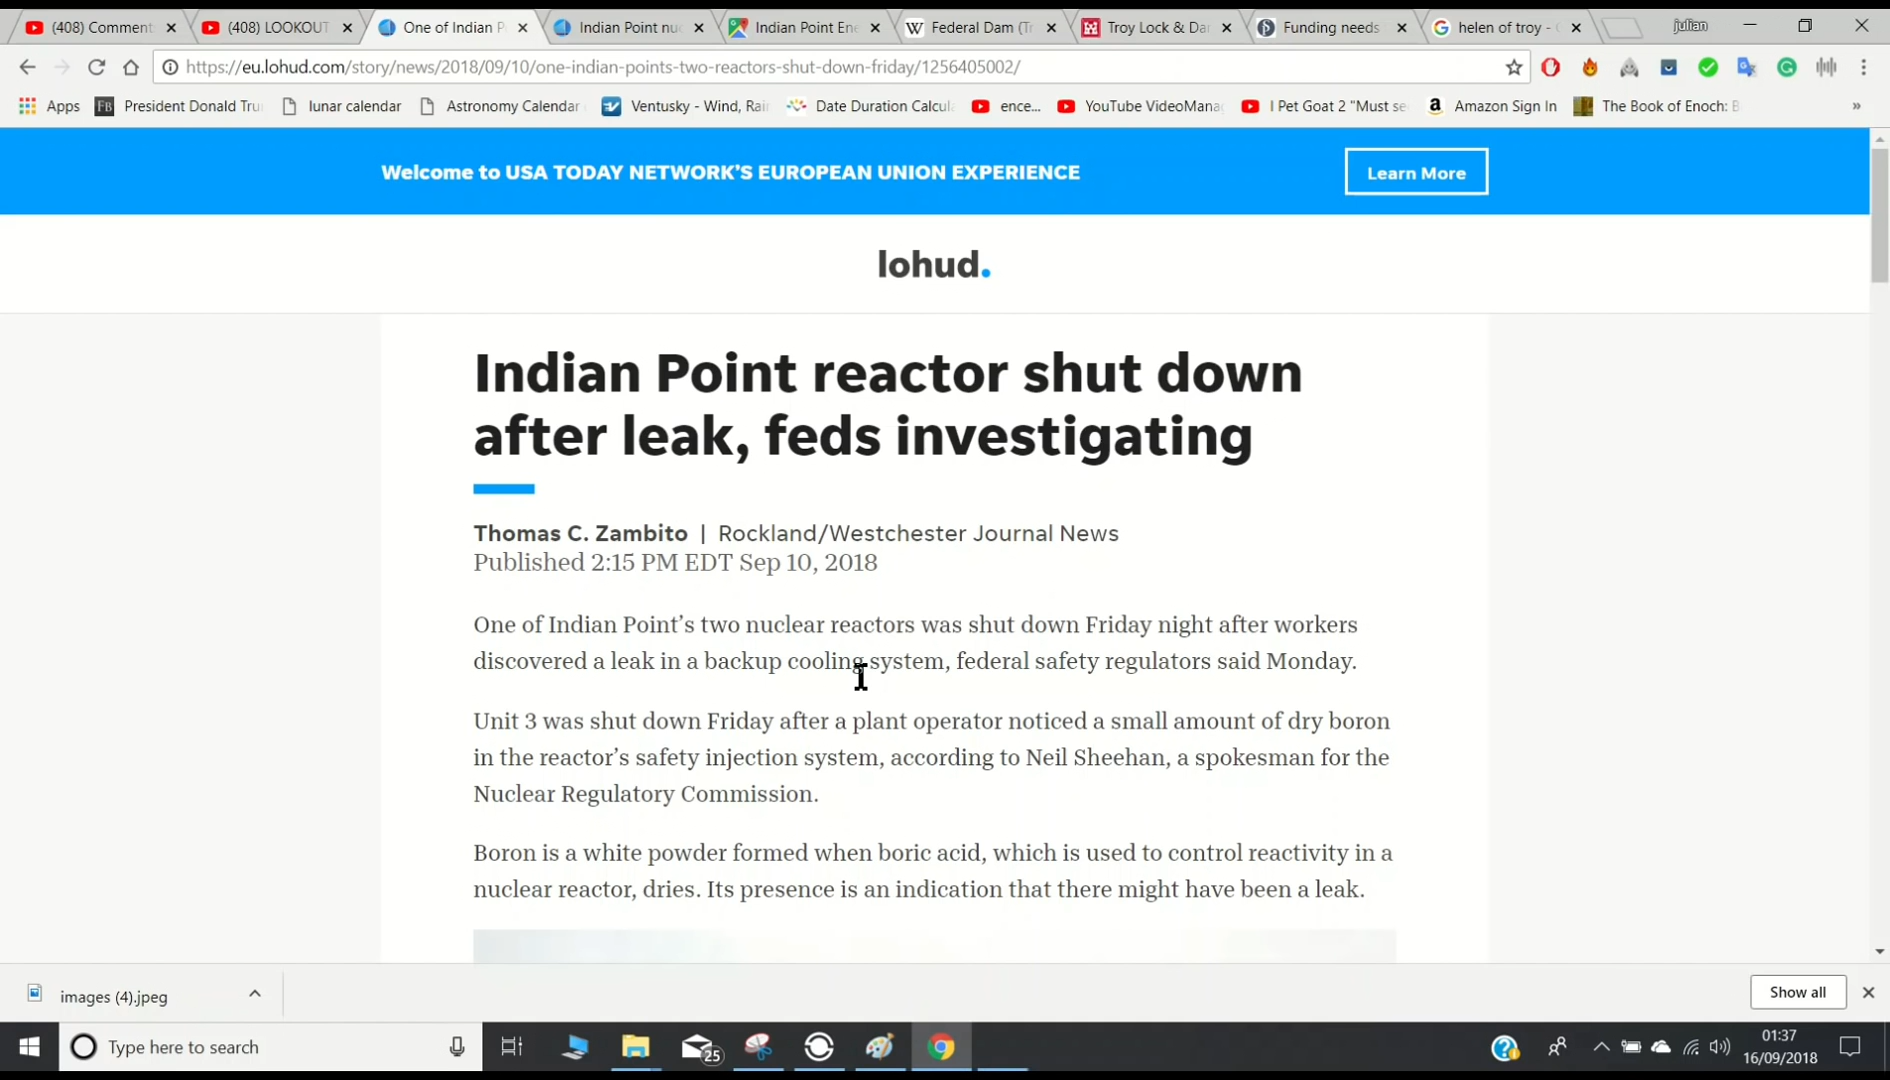 (408) Comment
(408) LOOKOUT
One of Indian P
Indian Point nu
Indian Point Ene
Federal Dam (Tr
Troy Lock & Da
Funding needs
helen of troy -
julian
https://eu.lohud.com/story/news/2018/09/10/one-indian-points-two-reactors-shut-down-friday/1256405002/
Apps
President Donald Tru
lunar calendar
Astronomy Calendar
Ventusky - Wind, Rai
Date Duration Calcul
ence...
YouTube VideoMana
I Pet Goat 2 "Must se
Amazon Sign In
The Book of Enoch: B
»
Welcome to USA TODAY NETWORK'S EUROPEAN UNION EXPERIENCE
Learn More
lohud.
Indian Point reactor shut down
after leak, feds investigating
Thomas C. Zambito | Rockland/Westchester Journal News
Published 2:15 PM EDT Sep 10, 2018
One of Indian Point’s two nuclear reactors was shut down Friday night after workers
discovered a leak in a backup cooling system, federal safety regulators said Monday.
Unit 3 was shut down Friday after a plant operator noticed a small amount of dry boron
in the reactor’s safety injection system, according to Neil Sheehan, a spokesman for the
Nuclear Regulatory Commission.
Boron is a white powder formed when boric acid, which is used to control reactivity in a
nuclear reactor, dries. Its presence is an indication that there might have been a leak.
images (4).jpeg
Show all
Type here to search
25
01:37
16/09/2018